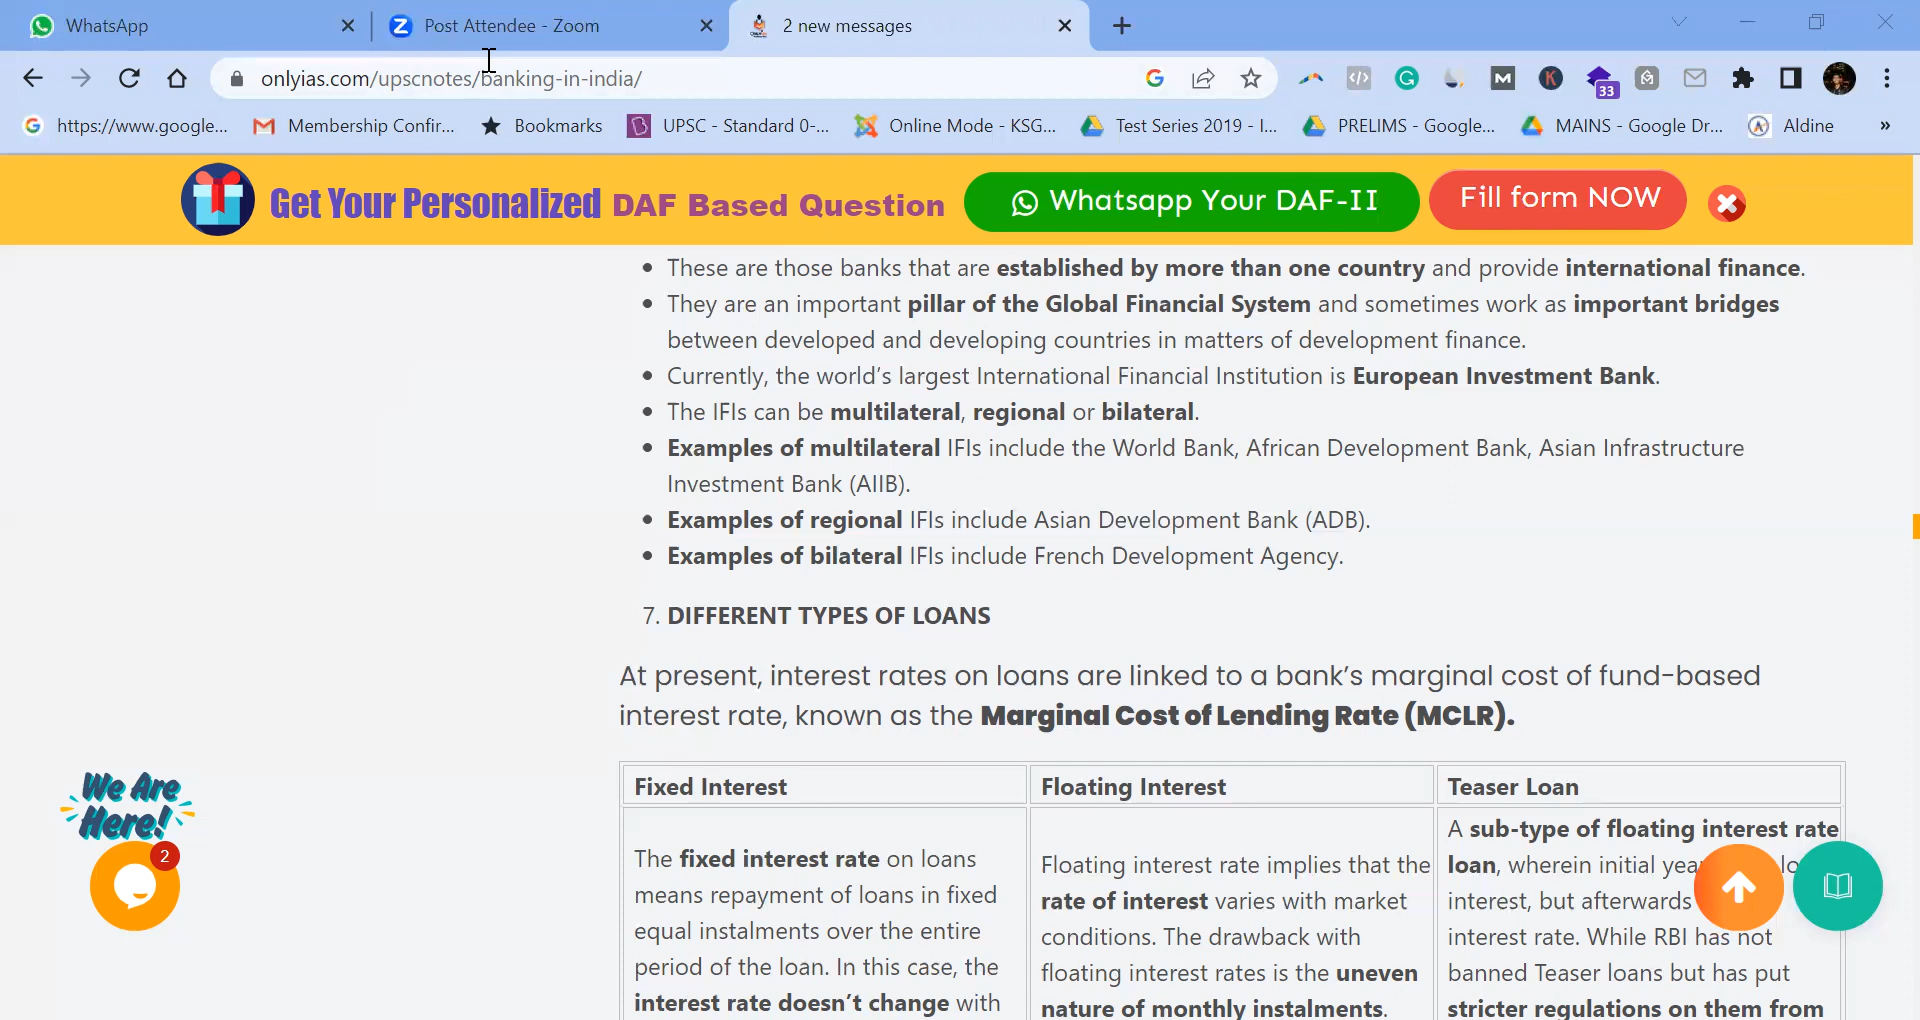 WhatsApp
Post Attendee - Zoom
2 new messages
onlyias.com/upscnotes/banking-in-india/
33
https://www.google...
Membership Confir...
Bookmarks
UPSC - Standard 0-...
Online Mode - KSG...
Test Series 2019 - I...
PRELIMS - Google...
MAINS - Google Dr...
Aldine
»
Get Your Personalized DAF Based Question
Whatsapp Your DAF-II
Fill form NOW
These are those banks that are established by more than one country and provide international finance.
They are an important pillar of the Global Financial System and sometimes work as important bridges
between developed and developing countries in matters of development finance.
Currently, the world's largest International Financial Institution is European Investment Bank.
The IFIs can be multilateral, regional or bilateral.
Examples of multilateral IFIs include the World Bank, African Development Bank, Asian Infrastructure
Investment Bank (AIIB).
Examples of regional IFIs include Asian Development Bank (ADB).
Examples of bilateral IFIs include French Development Agency.
7. DIFFERENT TYPES OF LOANS
At present, interest rates on loans are linked to a bank's marginal cost of fund-based
interest rate, known as the Marginal Cost of Lending Rate (MCLR).
Fixed Interest
The fixed interest rate on loans
means repayment of loans in fixed
equal instalments over the entire
period of the loan. In this case, the
interest rate doesn't change with
Floating Interest
Floating interest rate implies that the
rate of interest varies with market
conditions. The drawback with
floating interest rates is the uneven
nature of monthly instalments.
Teaser Loan
A sub-type of floating interest rate
loan, wherein initial
interest, but afterwards
interest rate. While RBI has not
banned Teaser loans but has put
stricter regulations on them from
We Are
Here!
2